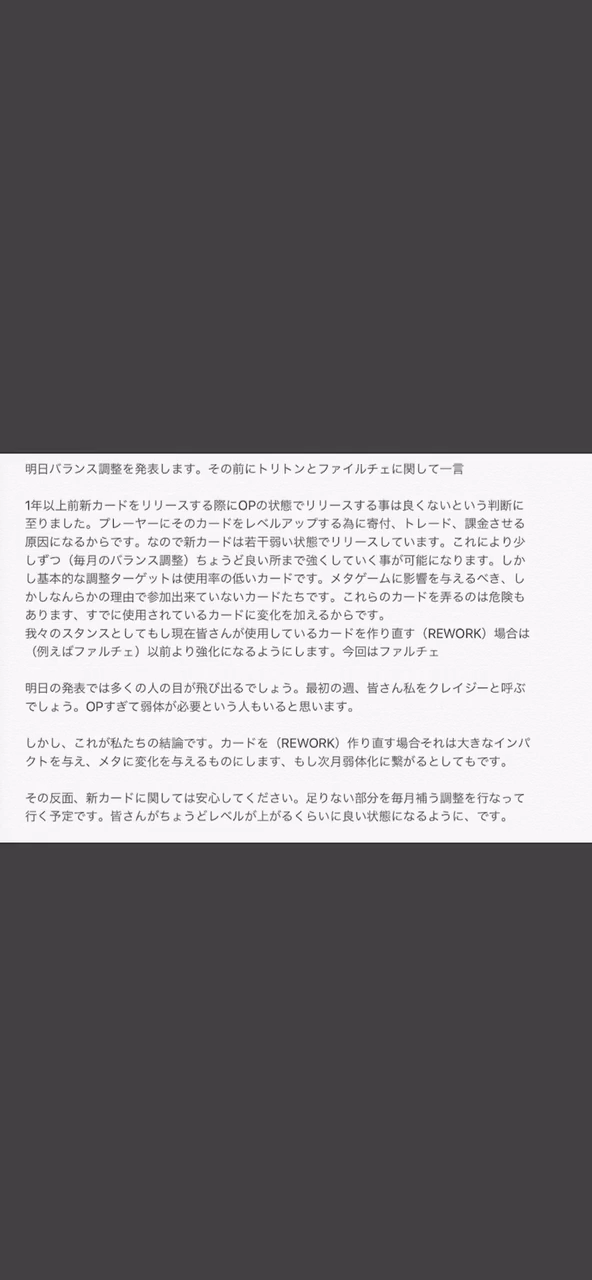 明日バランス調整を発表します。その前にトリトンとファイルチェに関して一言
1年以上前新カードをリリースする際にOPの状態でリリースする事は良くないという判断に
至りました。プレーヤーにそのカードをレベルアップする為に寄付、トレード、課金させる
原因になるからです。なので新カードは若干弱い状態でリリースしています。これにより少
しずつ（毎月のバランス調整）ちょうど良い所まで強くしていく事が可能になります。しか
し基本的な調整ターゲットは使用率の低いカードです。メタゲームに影響を与えるべき、し
かしなんらかの理由で参加出来ていないカードたちです。これらのカードを弄るのは危険も
あります、すでに使用されているカードに変化を加えるからです。
我々のスタンスとしてもし現在皆さんが使用しているカードを作り直す（REWORK）場合は
（例えばファルチェ）以前より強化になるようにします。今回はファルチェ
明日の発表では多くの人の目が飛び出るでしょう。最初の週、皆さん私をクレイジーと呼ぶ
でしょう。OPすぎて弱体が必要という人もいると思います。
しかし、これが私たちの結論です。カードを（REWORK）作り直す場合それは大きなインパ
クトを与え、メタに変化を与えるものにします、もし次月弱体化に繋がるとしてもです。
その反面、新カードに関しては安心してください。足りない部分を毎月補う調整を行なって
行く予定です。皆さんがちょうどレベルが上がるくらいに良い状態になるように、です。